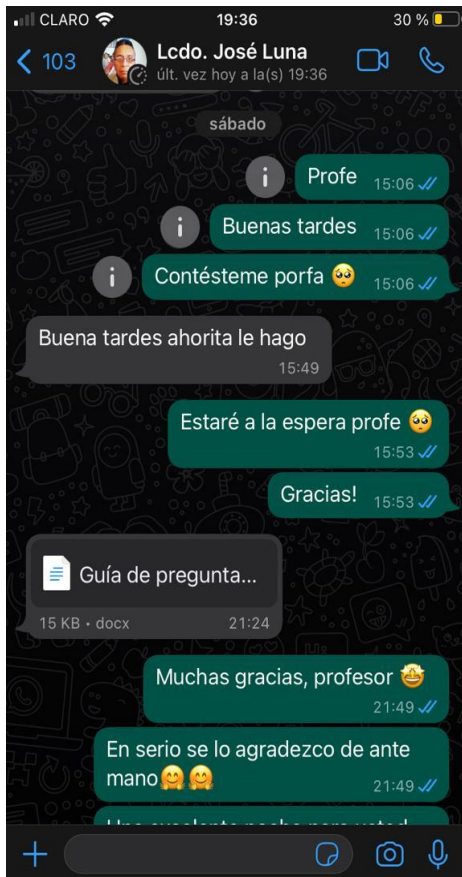 CLARO 19:36 30 %
103 Lcdo. José Luna
últ. vez hoy a la(s) 19:36
sábado
Profe 15:06
Buenas tardes 15:06
Contésteme porfa 🥺 15:06
Buena tardes ahorita le hago
15:49
Estaré a la espera profe 🥺
15:53
Gracias! 15:53
Guía de pregunta...
15 KB • docx 21:24
Muchas gracias, profesor 🤩
21:49
En serio se lo agradezco de ante
mano🤗🤗 21:49